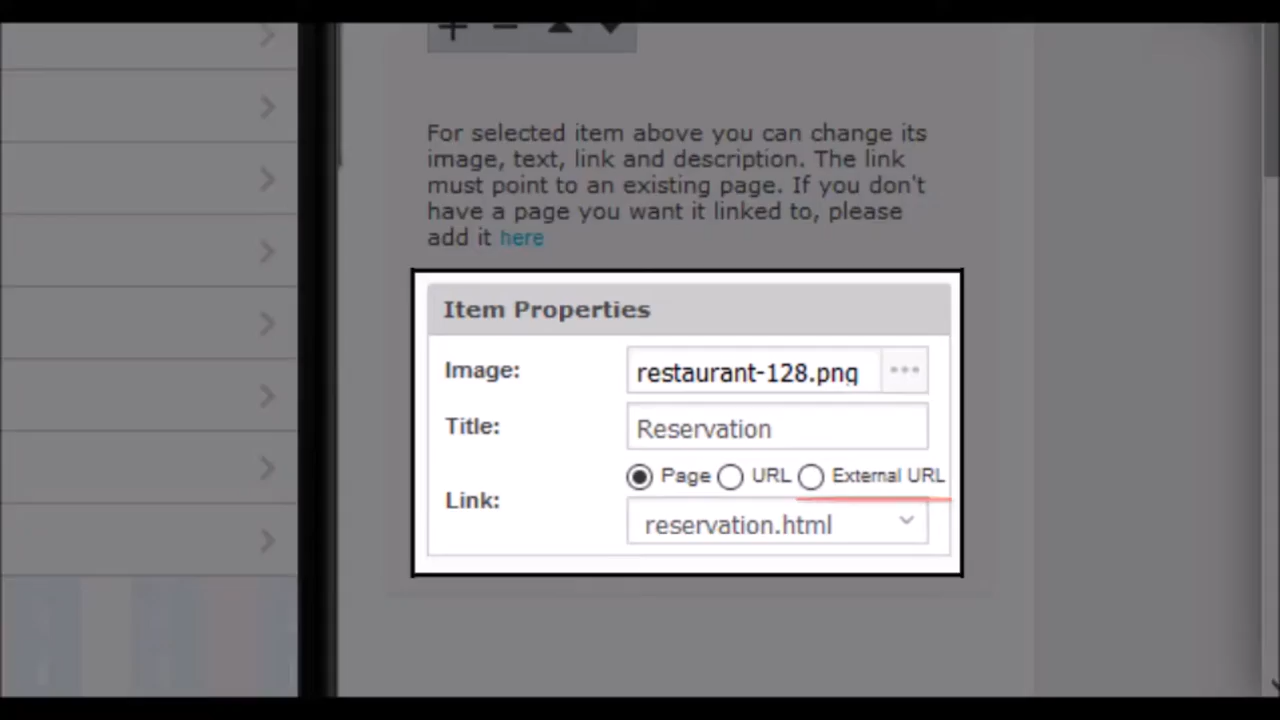 For selected item above you can change its
image, text, link and description. The link
must point to an existing page. If you don't
have a page you want it linked to, please
add it here
Item Properties
Image: restaurant-128.png
Title: Reservation
Page URL External URL
Link:
reservation.html